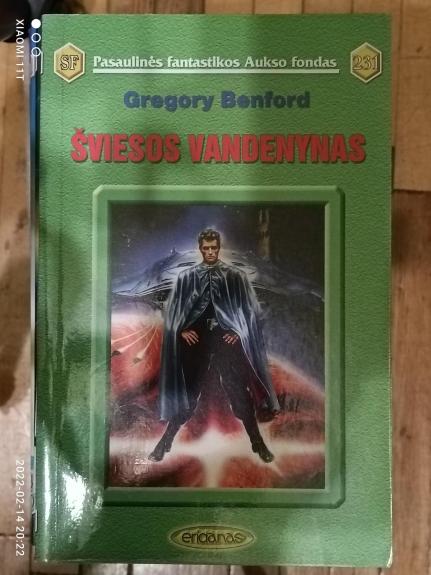 SF
Pasaulinės fantastikos Aukso fondas
231
Gregory Benford
ŠVIESOS VANDENYNAS
eridanas
XIAOMI 11T
2022-02-14 20:22